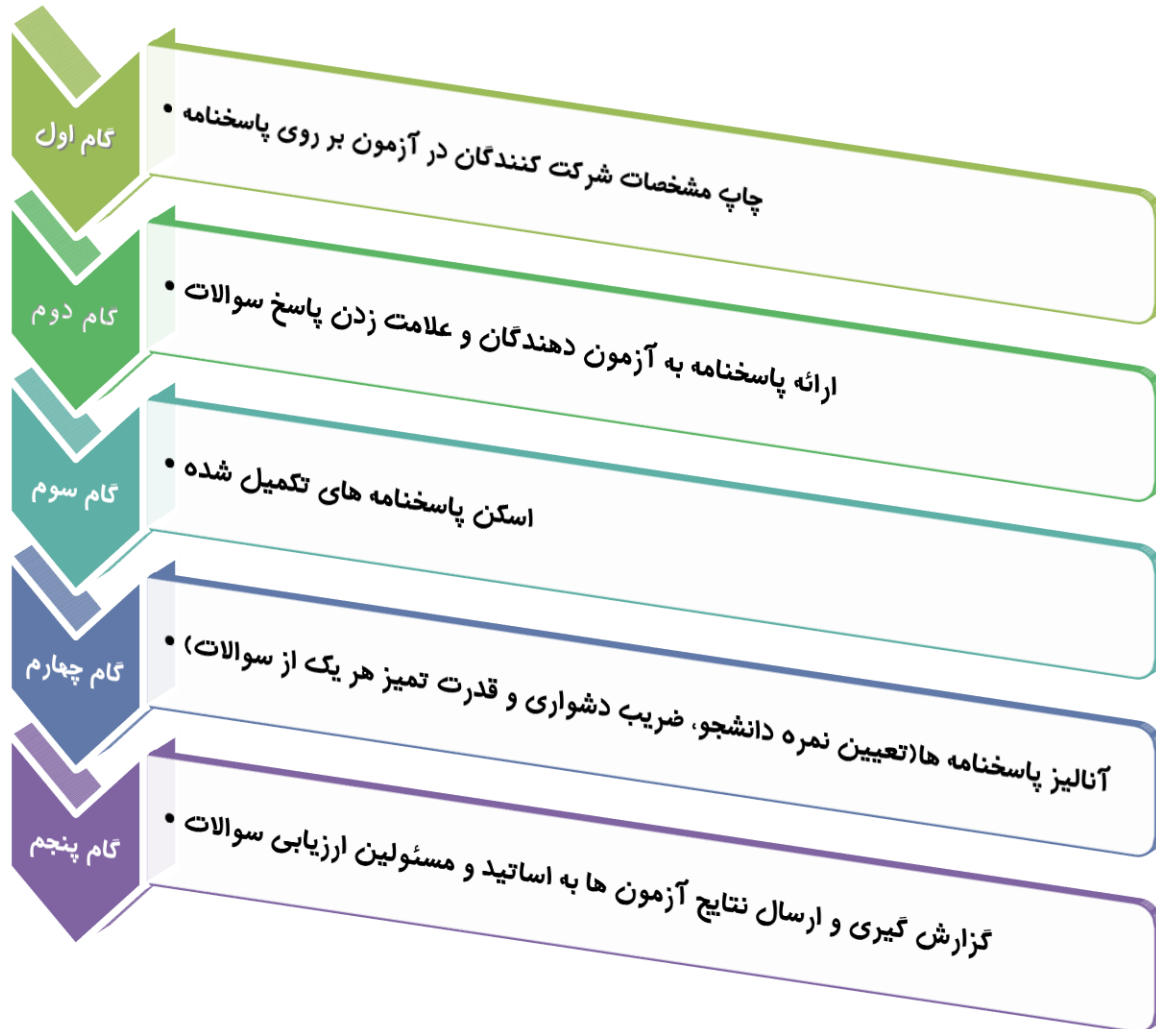 گام اول
• چاپ مشخصات شرکت کنندگان در آزمون بر روی پاسخنامه
گام دوم
• ارائه پاسخنامه به آزمون دهندگان و علامت زدن پاسخ سوالات
گام سوم
• اسکن پاسخنامه های تکمیل شده
گام چهارم
• آنالیز پاسخنامه ها(تعیین نمره دانشجو، ضریب دشواری و قدرت تمیز هر یک از سوالات)
گام پنجم
• گزارش گیری و ارسال نتایج آزمون ها به اساتید و مسئولین ارزیابی سوالات